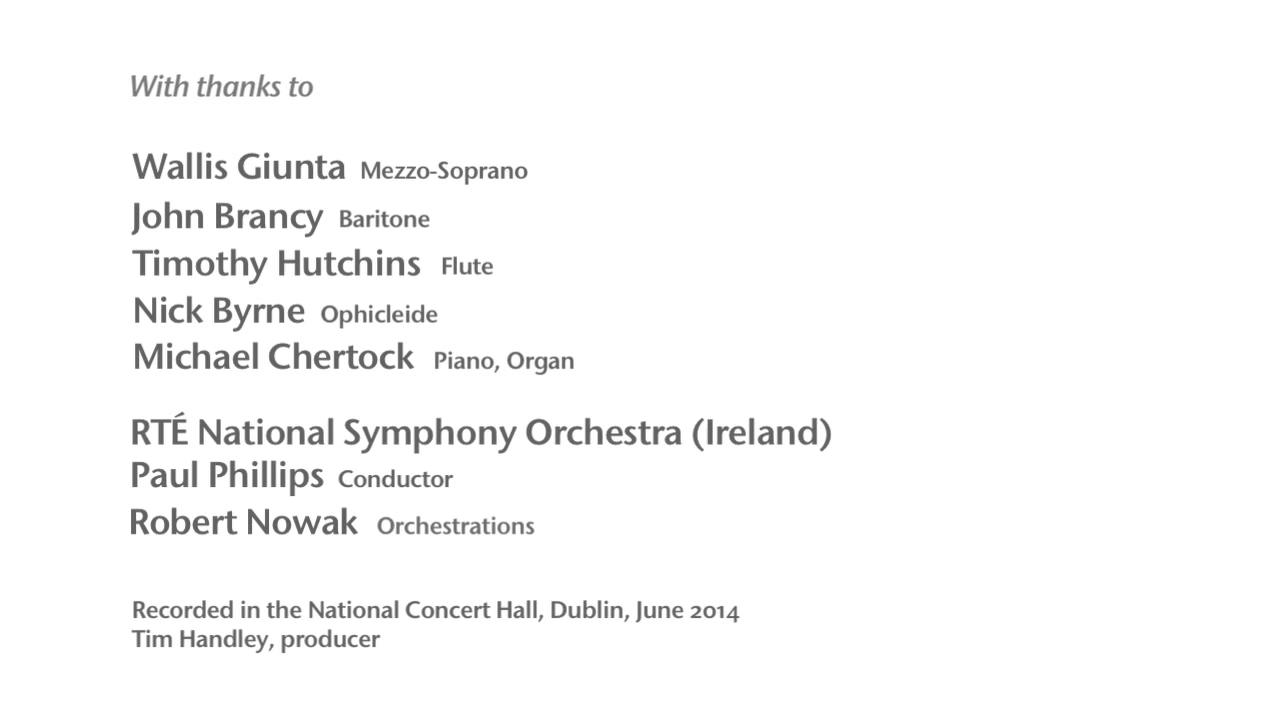 With thanks to
Wallis Giunta Mezzo-Soprano
John Brancy Baritone
Timothy Hutchins Flute
Nick Byrne Ophicleide
Michael Chertock Piano, Organ
RTÉ National Symphony Orchestra (Ireland)
Paul Phillips Conductor
Robert Nowak Orchestrations
Recorded in the National Concert Hall, Dublin, June 2014
Tim Handley, producer